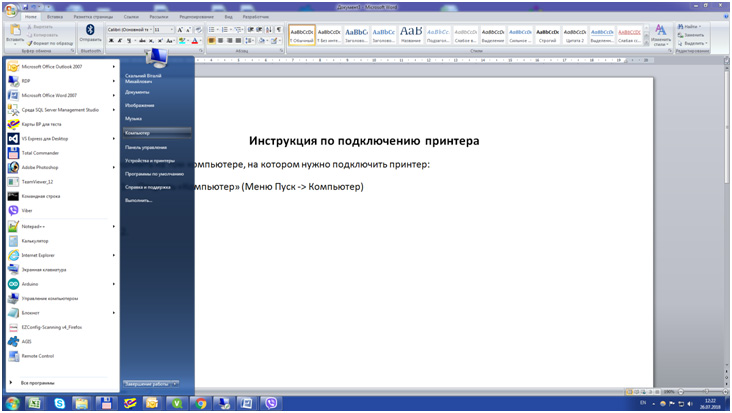 Документ1 - Microsoft Word
Home Вставка Разметка страницы Ссылки Рассылки Рецензирование Вид Разработчик
Вставить
Вырезать
Копировать
Формат по образцу
Буфер обмена
Отправить
Bluetooth
Calibri (Основной те 11
Абзац
AaBbCcDc AaBbCcDc AaBbCc AaBbCc AaB AaBbCc AaBbCcDc AaBbCcDc AaBbCcDc AaBbCcDc AaBbCcDc AaBbCcDc AaBbCcDc
Обычный Без инте... Заголово... Заголово... Название Подзагол... Слабое в... Выделение Сильное ... Строгий Цитата 2 Выделенн... Слабая сс...
Стили
Изменить стили
Найти
Заменить
Выделить
Редактирование
Microsoft Office Outlook 2007
RDP
Microsoft Office Word 2007
Среда SQL Server Management Studio
Карты ВР для теста
VS Express для Desktop
Total Commander
Adobe Photoshop
TeamViewer_12
Командная строка
Viber
Notepad++
Калькулятор
Internet Explorer
Экранная клавиатура
Arduino
Управление компьютером
Блокнот
EZConfig-Scanning v4_Firefox
AQIS
Remote Control
Все программы
Скальский Віталій Михайлович
Документы
Изображения
Музыка
Компьютер
Панель управления
Устройства и принтеры
Программы по умолчанию
Справка и поддержка
Выполнить...
Завершение работы
Инструкция по подключению принтера
компьютере, на котором нужно подключить принтер:
Компьютер» (Меню Пуск -> Компьютер)
100%
EN
12:22
26.07.2018